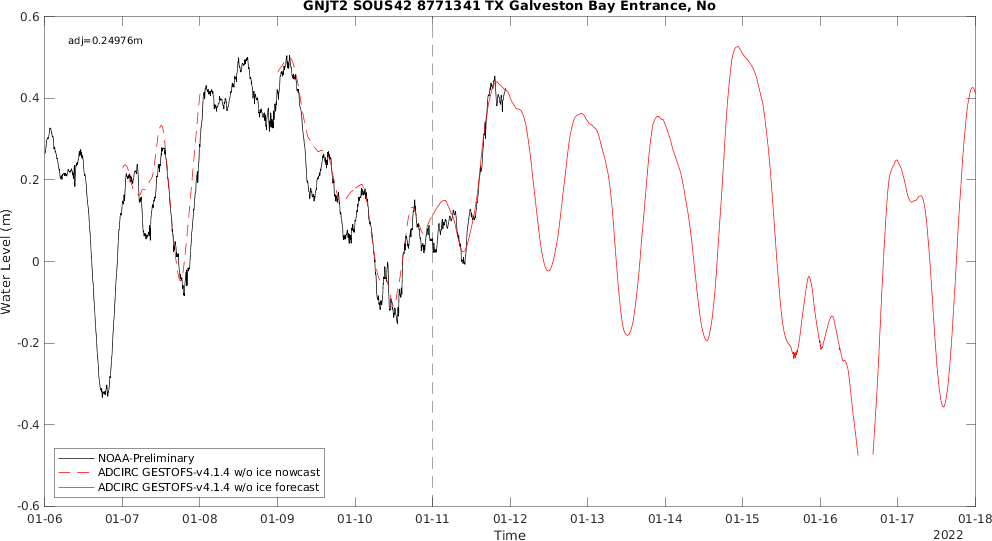 GNJT2 SOUS42 8771341 TX Galveston Bay Entrance, No
adj=0.24976m
0.6
0.4
0.2
0
-0.2
-0.4
-0.6
Water Level (m)
NOAA-Preliminary
ADCIRC GESTOFS-v4.1.4 w/o ice nowcast
ADCIRC GESTOFS-v4.1.4 w/o ice forecast
01-06 01-07 01-08 01-09 01-10 01-11 01-12 01-13 01-14 01-15 01-16 01-17 01-18
Time
2022